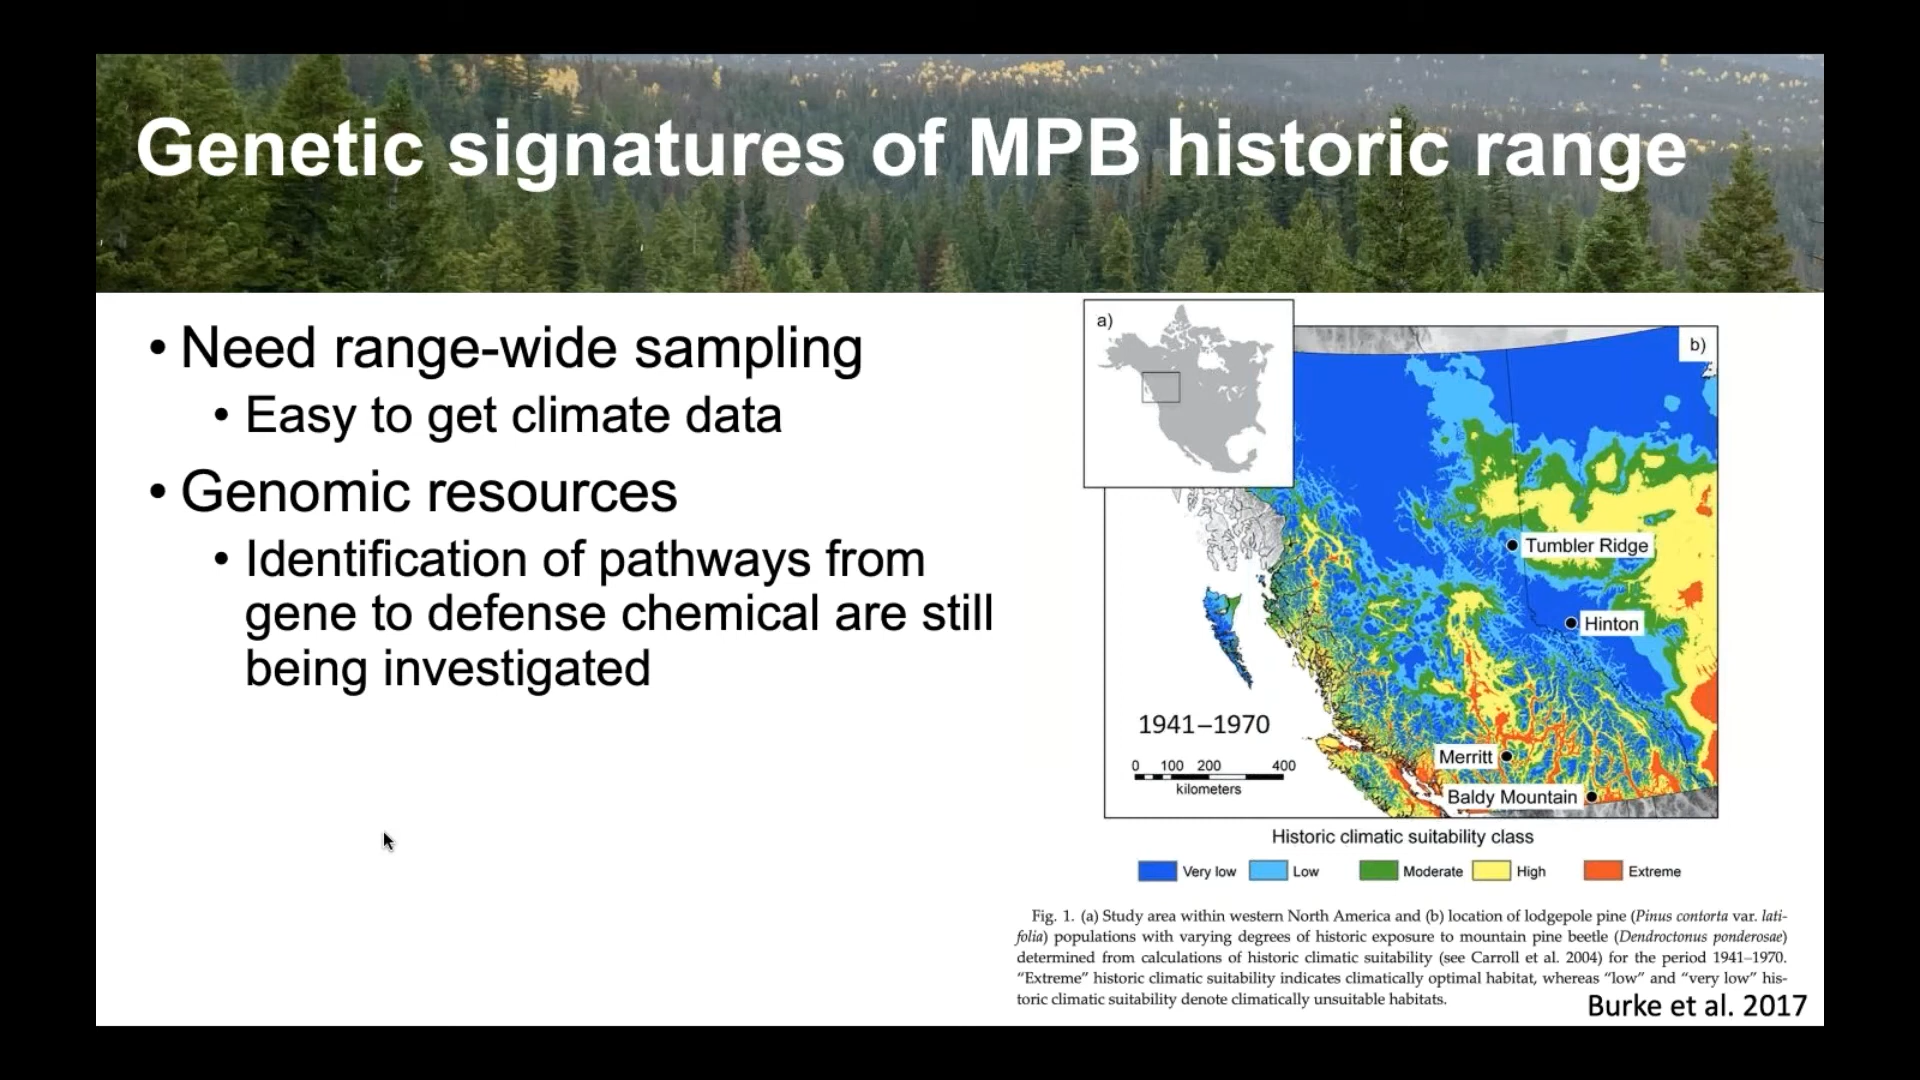 Genetic signatures of MPB historic range
• Need range-wide sampling
• Easy to get climate data
• Genomic resources
• Identification of pathways from
gene to defense chemical are still
being investigated
a)
b)
Tumbler Ridge
Hinton
1941–1970
Merritt
0 100 200 400
kilometers
Baldy Mountain
Historic climatic suitability class
Very low Low Moderate High Extreme
Fig. 1. (a) Study area within western North America and (b) location of lodgepole pine (Pinus contorta var. lati-
folia) populations with varying degrees of historic exposure to mountain pine beetle (Dendroctonus ponderosae)
determined from calculations of historic climatic suitability (see Carroll et al. 2004) for the period 1941–1970.
“Extreme” historic climatic suitability indicates climatically optimal habitat, whereas “low” and “very low” his-
toric climatic suitability denote climatically unsuitable habitats.
Burke et al. 2017